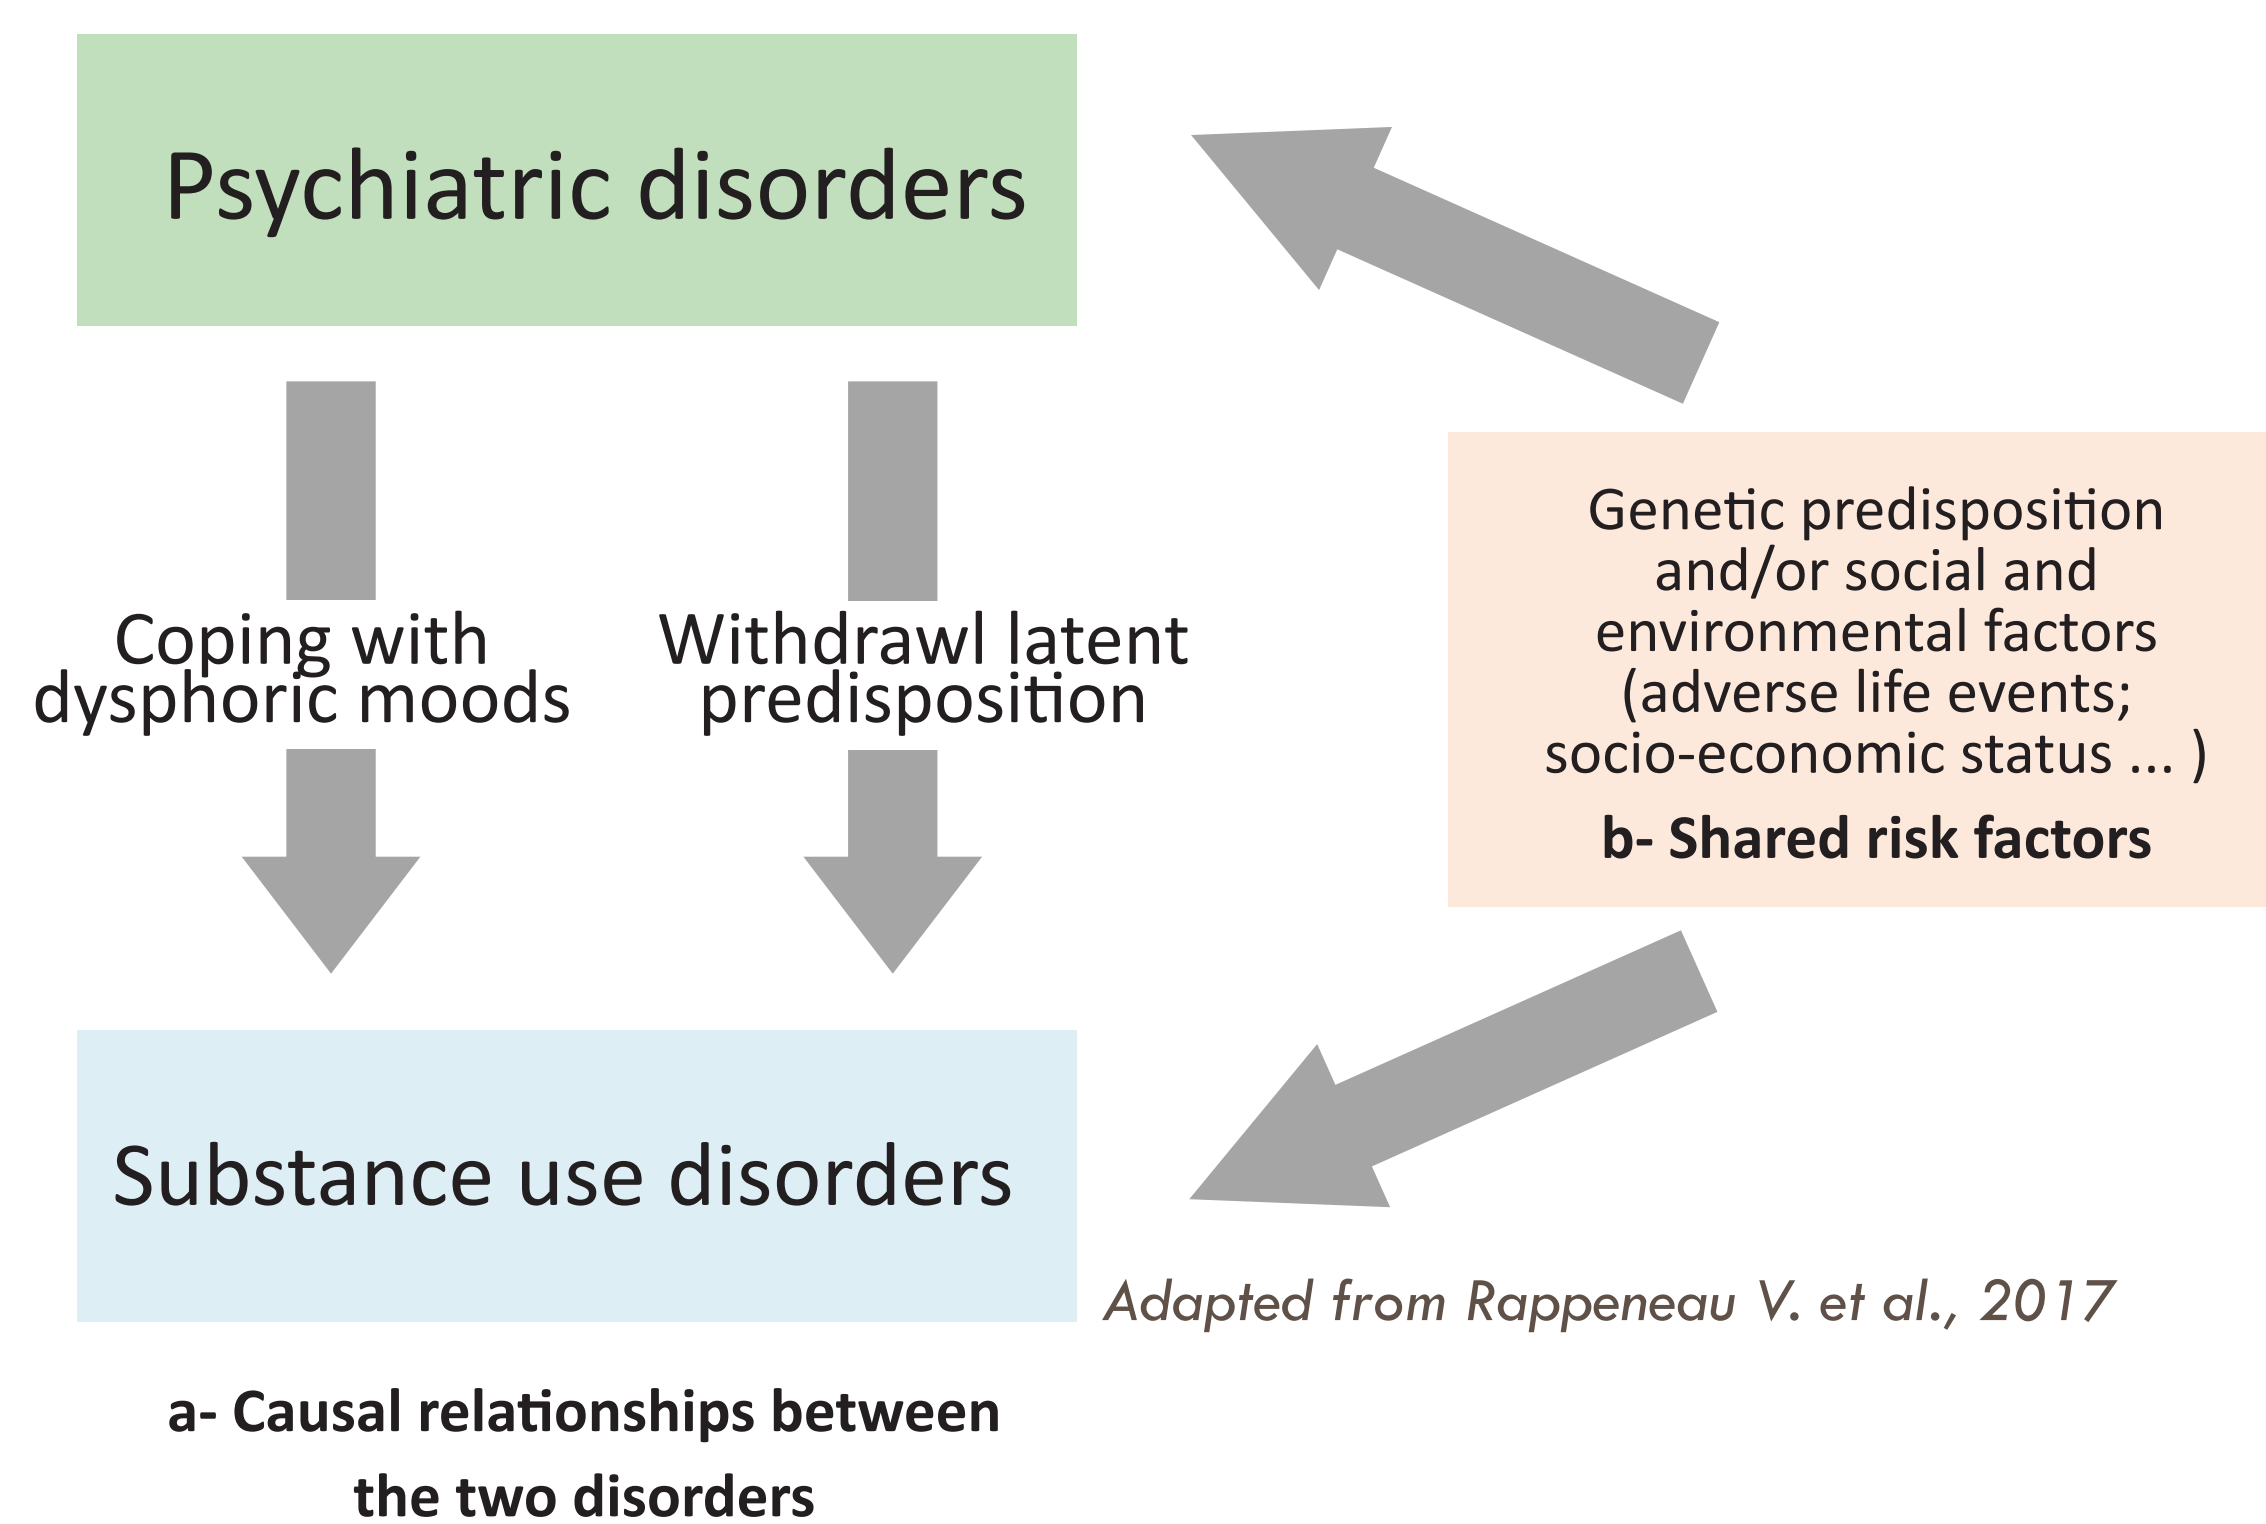 Psychiatric disorders
Coping with
dysphoric moods
Withdrawl latent
predisposition
Genetic predisposition
and/or social and
environmental factors
(adverse life events;
socio-economic status ... )
b- Shared risk factors
Substance use disorders
Adapted from Rappeneau V. et al., 2017
a- Causal relationships between
the two disorders